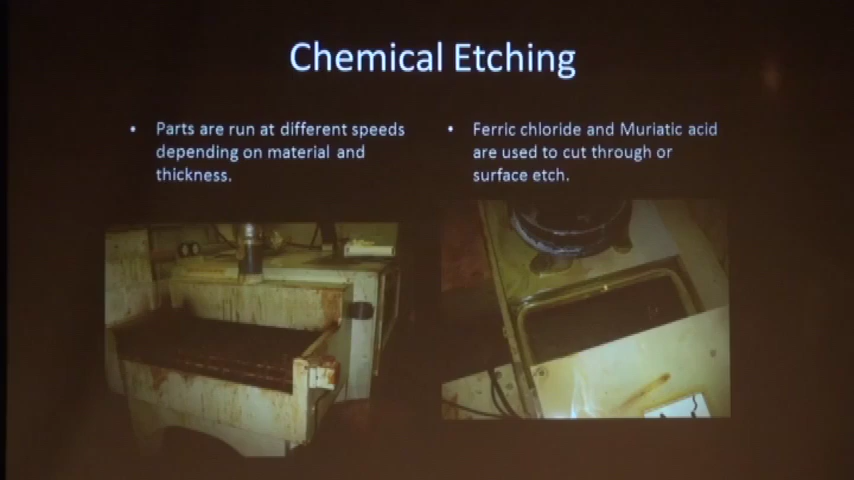 Chemical Etching
• Parts are run at different speeds
depending on material and
thickness.
• Ferric chloride and Muriatic acid
are used to cut through or
surface etch.